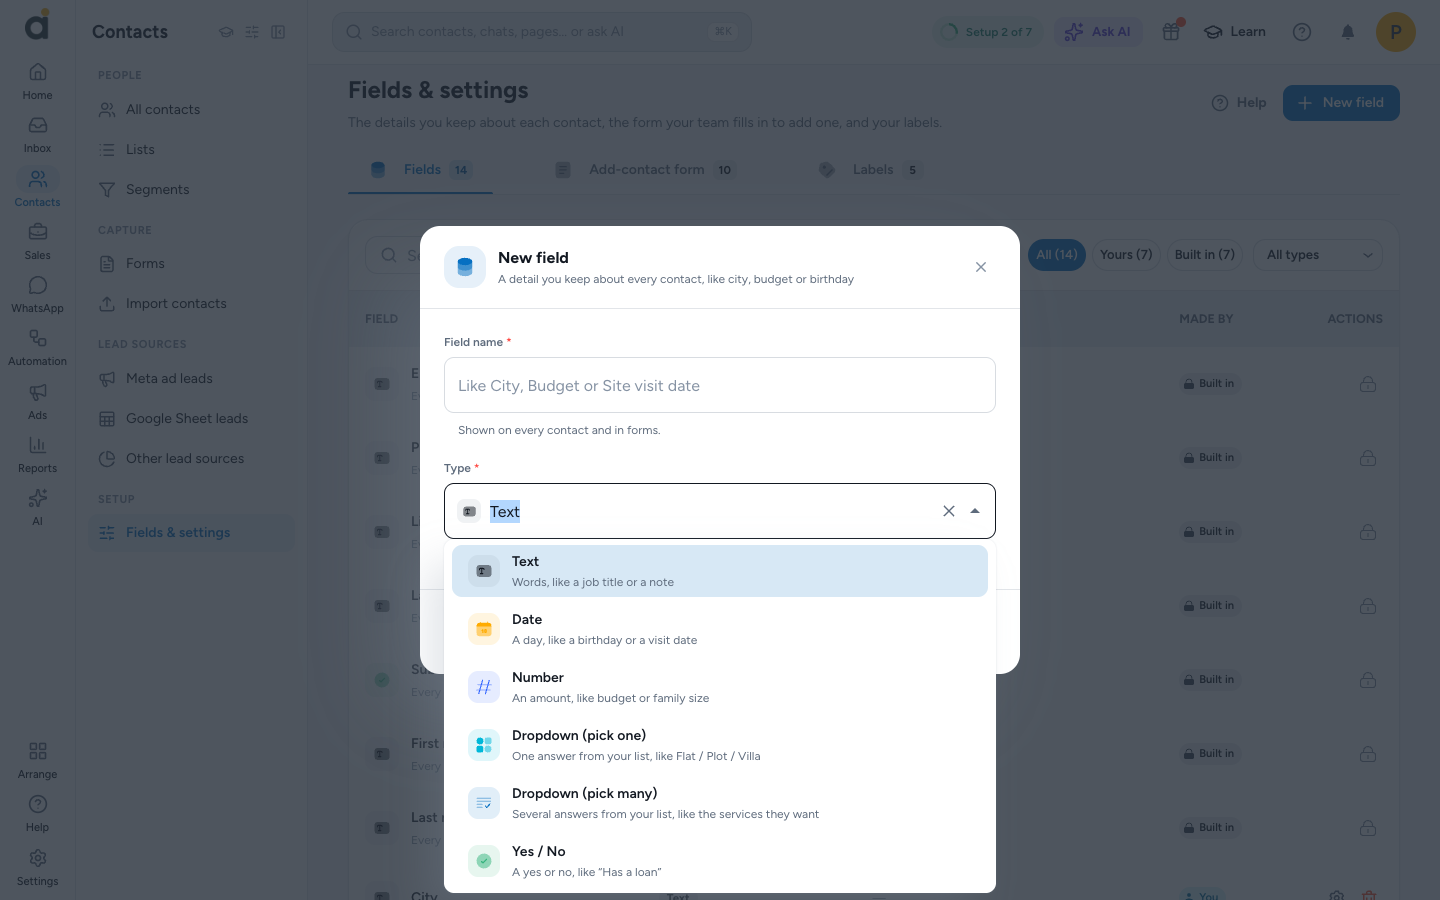 Contacts
Search contacts, chats, pages... or ask AI
⌘K
Setup 2 of 7
Ask AI
Learn
P
Home
Inbox
Contacts
Sales
WhatsApp
Automation
Ads
Reports
AI
Arrange
Help
Settings
PEOPLE
All contacts
Lists
Segments
CAPTURE
Forms
Import contacts
LEAD SOURCES
Meta ad leads
Google Sheet leads
Other lead sources
SETUP
Fields & settings
Fields & settings
The details you keep about each contact, the form your team fills in to add one, and your labels.
Help
New field
Fields 14
Add-contact form 10
Labels 5
All (14)
Yours (7)
Built in (7)
All types
FIELD
MADE BY
ACTIONS
Built in
Built in
Built in
Built in
Built in
First
Every
Built in
Last
Every
Built in
City
Text
You
New field
A detail you keep about every contact, like city, budget or birthday
Field name *
Like City, Budget or Site visit date
Shown on every contact and in forms.
Type *
Text
Text
Words, like a job title or a note
Date
A day, like a birthday or a visit date
Number
An amount, like budget or family size
Dropdown (pick one)
One answer from your list, like Flat / Plot / Villa
Dropdown (pick many)
Several answers from your list, like the services they want
Yes / No
A yes or no, like "Has a loan"